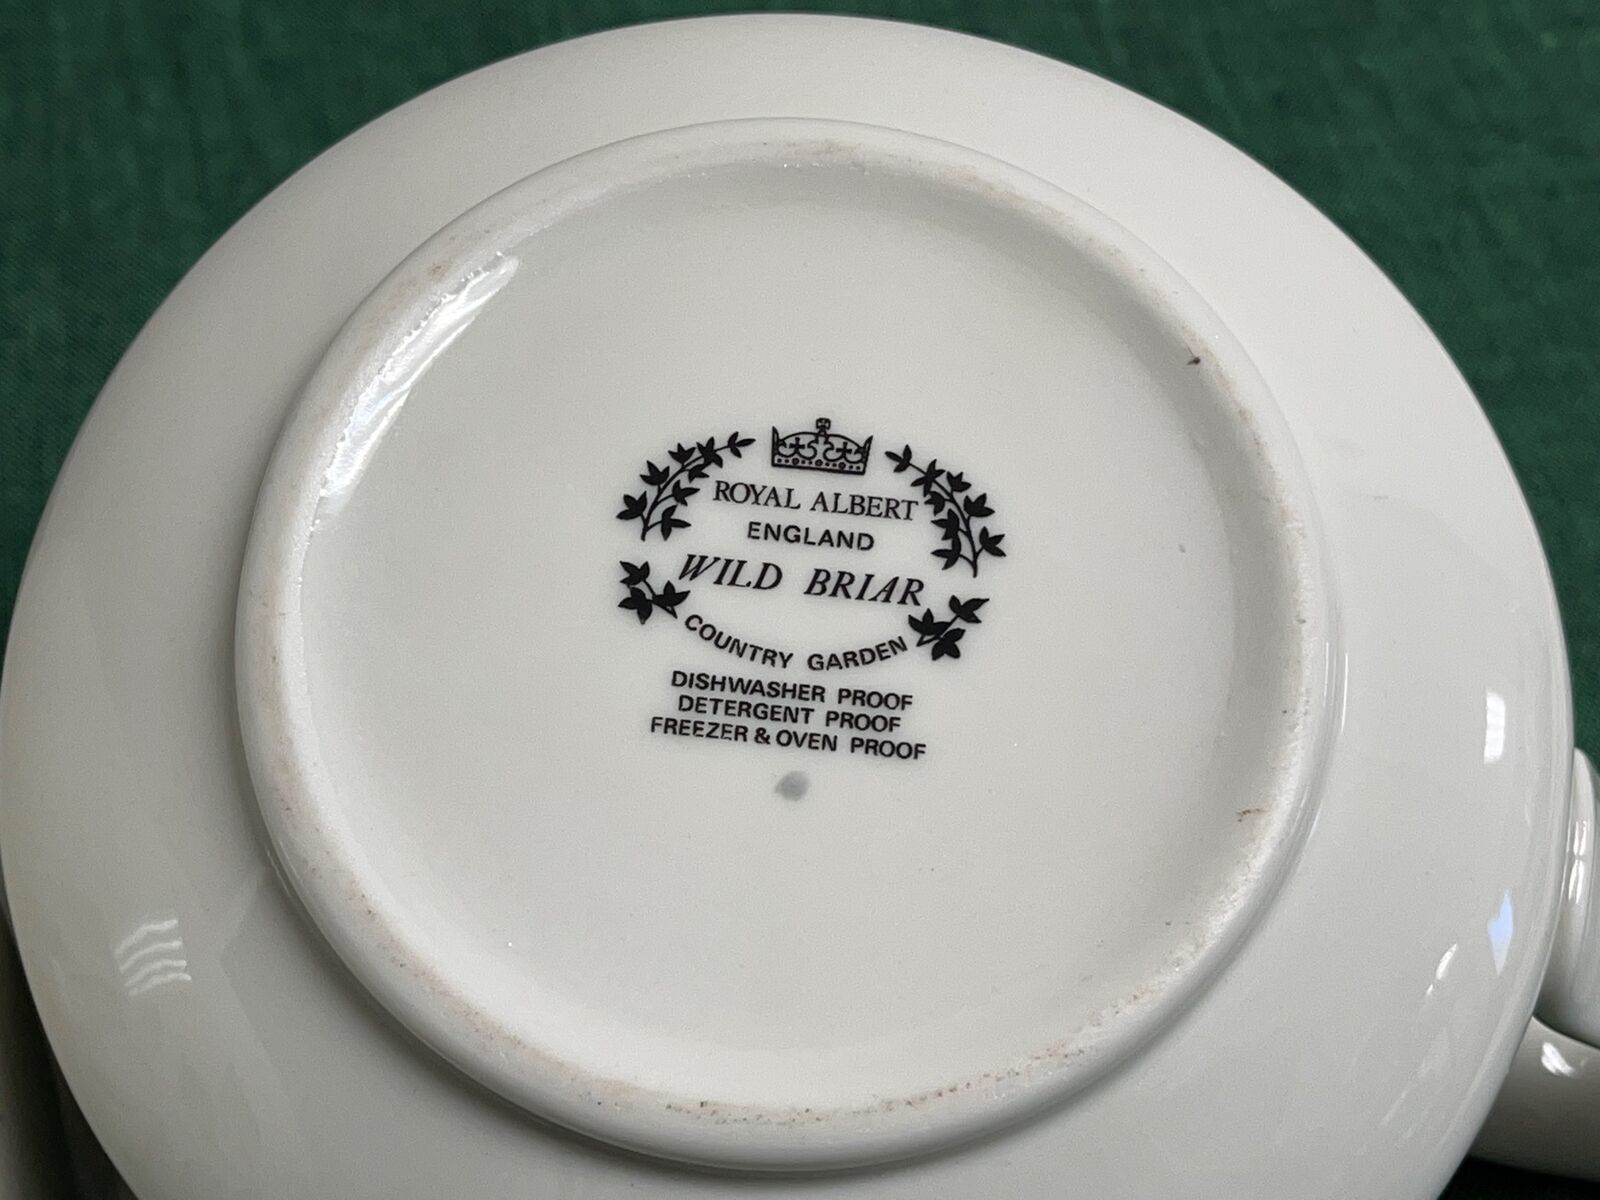 ROYAL ALBERT
ENGLAND
WILD BRIAR
COUNTRY GARDEN
DISHWASHER PROOF
DETERGENT PROOF
FREEZER & OVEN PROOF